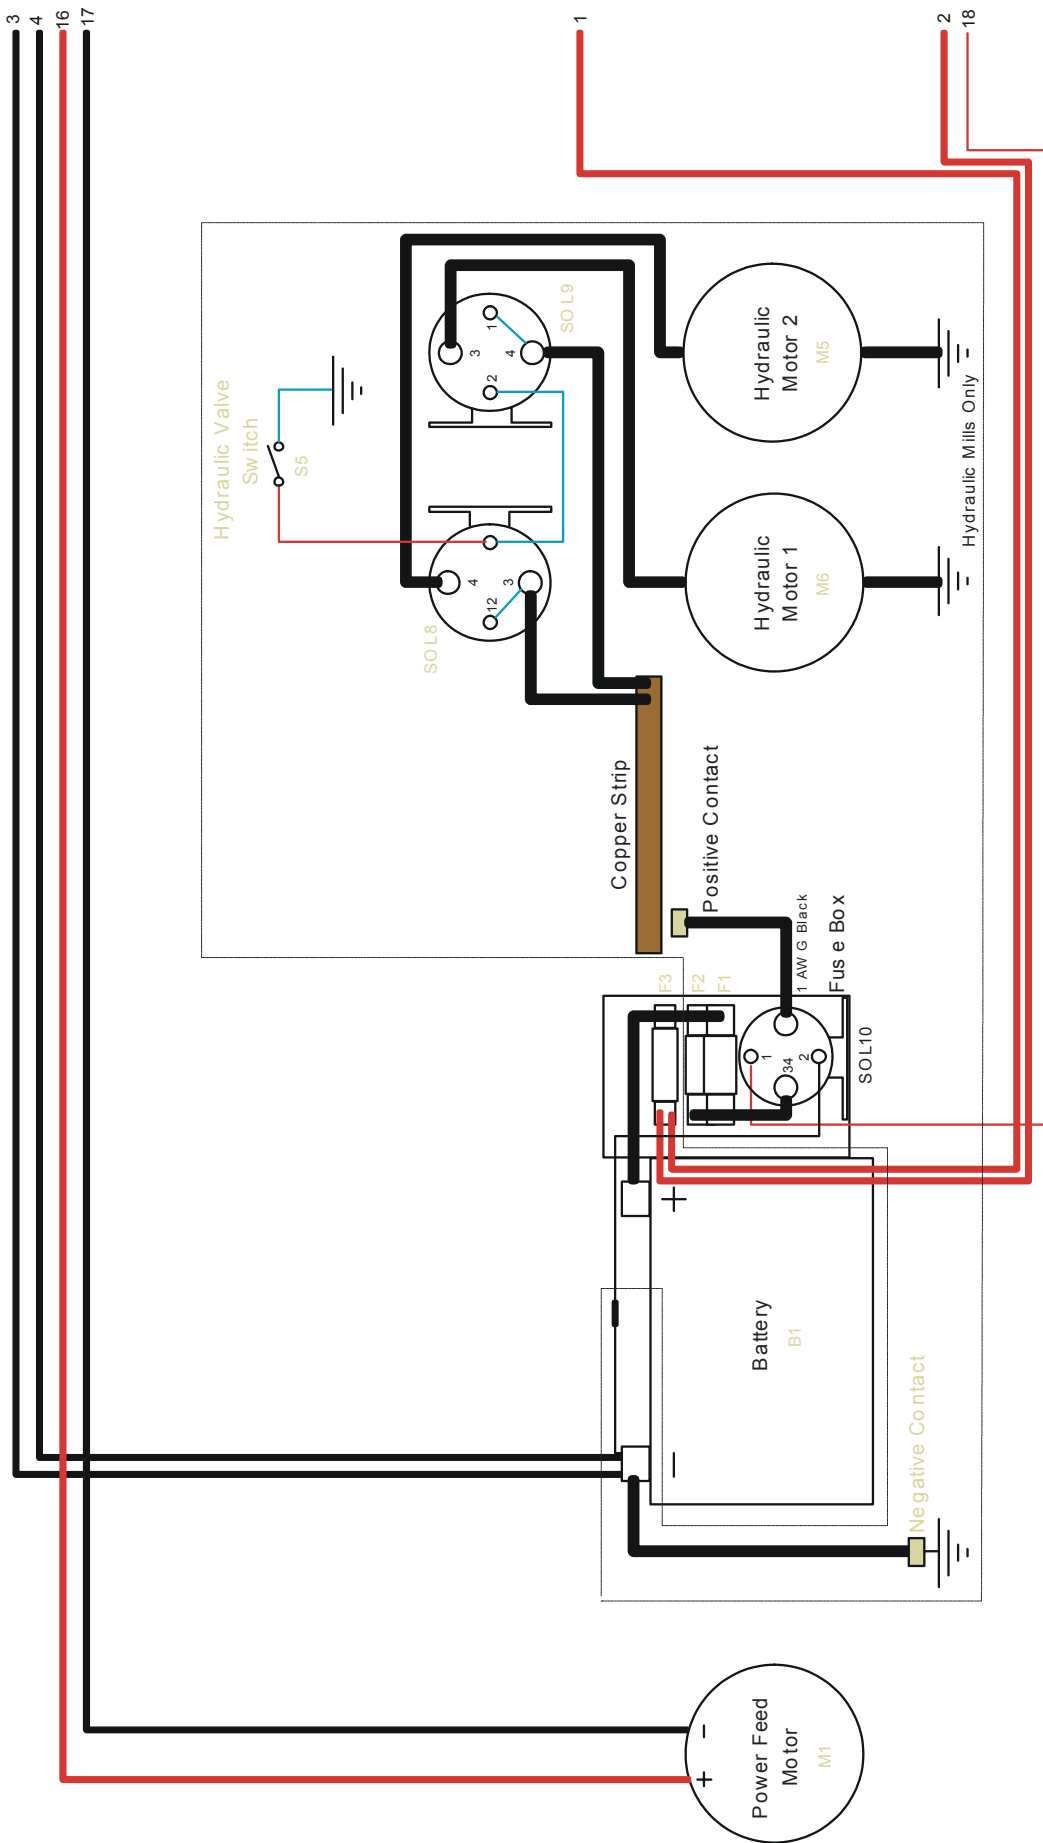 3
4
16
17
1
2
18
Hydraulic Valve
Switch
S5
SOL9
1
2
3
4
SOL8
4
3
12
Hydraulic
Motor 2
M5
Hydraulic
Motor 1
M6
Hydraulic Mills Only
Copper Strip
Positive Contact
1 AWG Black
Fuse Box
F3
F2
F1
1
2
34
SOL10
+
−
Battery
B1
Negative Contact
Power Feed
Motor
M1
-
+